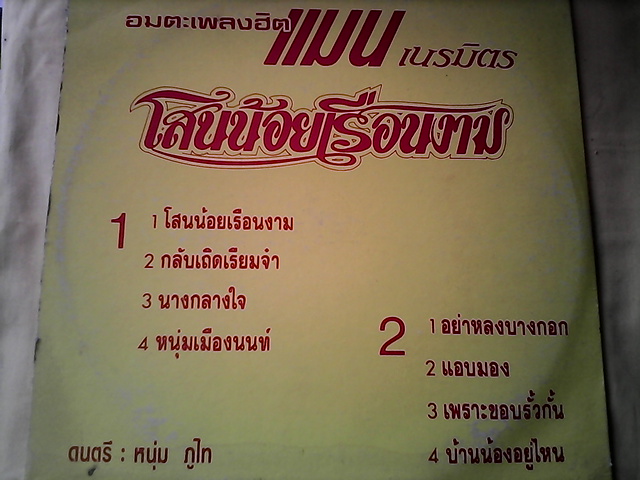 อมตะเพลงฮิต แมน เนรมิตร
โสนน้อยเรือนงาม
1
1 โสนน้อยเรือนงาม
2 กลับเถิดเรียมจ๋า
3 นางกลางใจ
4 หนุ่มเมืองนนท์
2
1 อย่าหลงบางกอก
2 แอบมอง
3 เพราะขอบรั้วกั้น
4 บ้านน้องอยู่ไหน
ดนตรี : หนุ่ม ภูไท